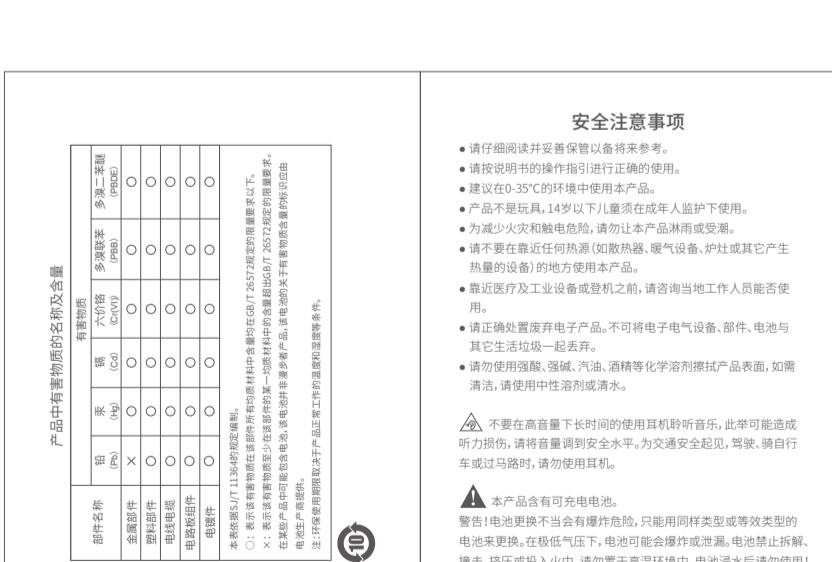 产品中有害物质的名称及含量
部件名称
有害物质
铅 (Pb)
汞 (Hg)
镉 (Cd)
六价铬 (Cr(VI))
多溴联苯 (PBB)
多溴二苯醚 (PBDE)
金属部件 × ○ ○ ○ ○ ○
塑料部件 ○ ○ ○ ○ ○ ○
电线电缆 ○ ○ ○ ○ ○ ○
电路板组件 ○ ○ ○ ○ ○ ○
电镀件 ○ ○ ○ ○ ○ ○
本表依据SJ/T 11364的规定编制。
○：表示该有害物质在该部件所有均质材料中含量均在GB/T 26572规定的限量要求以下。
×：表示该有害物质至少在该部件的某一均质材料中的含量超出GB/T 26572规定的限量要求。
在某些产品中可能包含电池，该电池并非漫步者产品，该电池的关于有害物质含量的标识应由
电池生产商提供。
注：环保使用期限取决于产品正常工作的温度和湿度等条件。
10
安全注意事项
● 请仔细阅读并妥善保管以备将来参考。
● 请按说明书的操作指引进行正确的使用。
● 建议在0-35℃的环境中使用本产品。
● 产品不是玩具，14岁以下儿童须在成年人监护下使用。
● 为减少火灾和触电危险，请勿让本产品淋雨或受潮。
● 请不要在靠近任何热源（如散热器、暖气设备、炉灶或其它产生
热量的设备）的地方使用本产品。
● 靠近医疗及工业设备或登机之前，请咨询当地工作人员能否使
用。
● 请正确处置废弃电子产品。不可将电子电气设备、部件、电池与
其它生活垃圾一起丢弃。
● 请勿使用强酸、强碱、汽油、酒精等化学溶剂擦拭产品表面，如需
清洁，请使用中性溶剂或清水。
不要在高音量下长时间的使用耳机聆听音乐，此举可能造成
听力损伤，请将音量调到安全水平。为交通安全起见，驾驶、骑自行
车或过马路时，请勿使用耳机。
本产品含有可充电电池。
警告！电池更换不当会有爆炸危险，只能用同样类型或等效类型的
电池来更换。在极低气压下，电池可能会爆炸或泄漏。电池禁止拆解、
撞击、挤压或投入火中，请勿置于高温环境中，电池浸水后请勿使用！